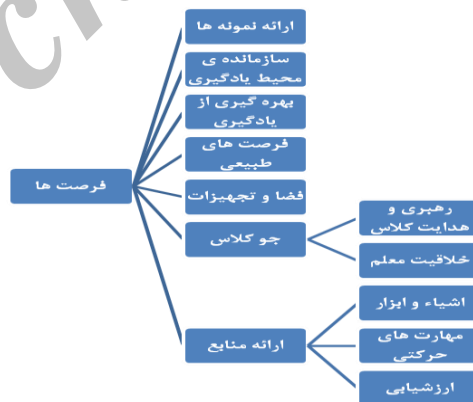 ارائه نمونه ها
سازمانده ی
محیط یادگیری
بهره گیری از
یادگیری
فرصت های
طبیعی
فضا و تجهیزات
جو کلاس
ارائه منابع
فرصت ها
رهبری و
هدایت کلاس
خلاقیت معلم
اشیاء و ابزار
مهارت های
حرکتی
ارزشیابی